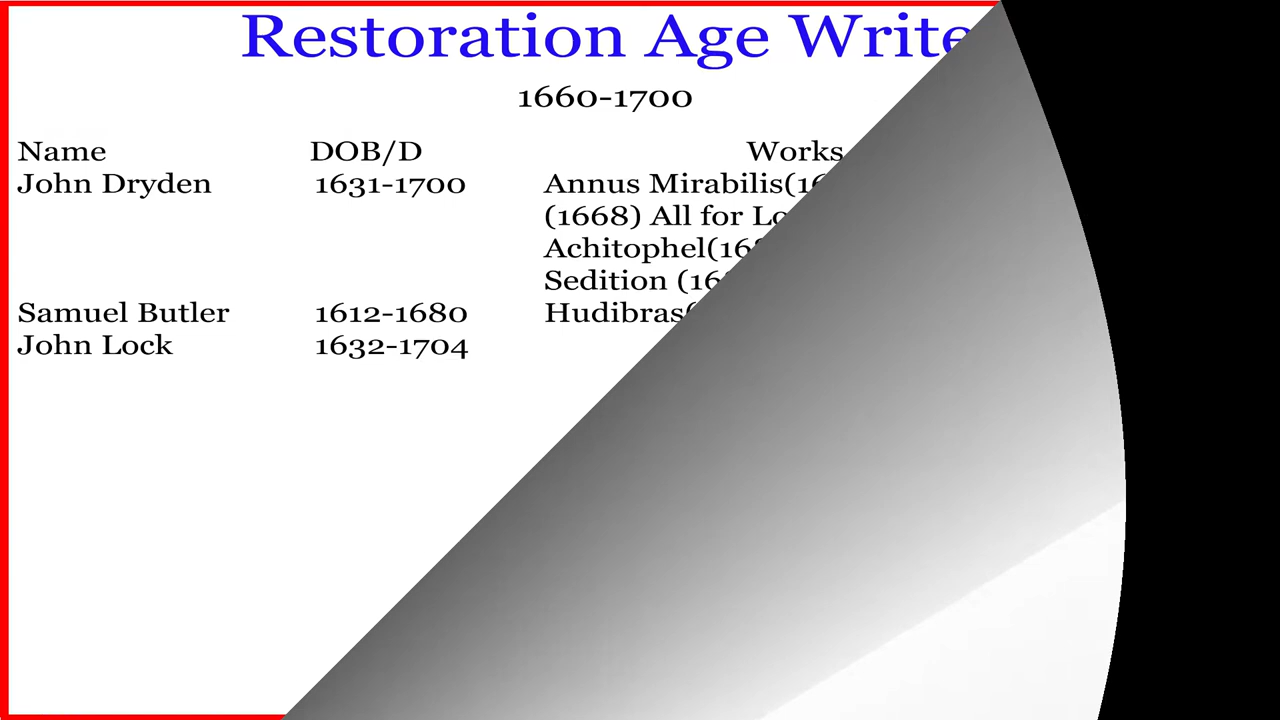 Restoration Age Write
1660-1700
Name DOB/D Works
John Dryden 1631-1700 Annus Mirabilis(16
(1668) All for Lo
Achitophel(168
Sedition (16
Samuel Butler 1612-1680 Hudibras(
John Lock 1632-1704